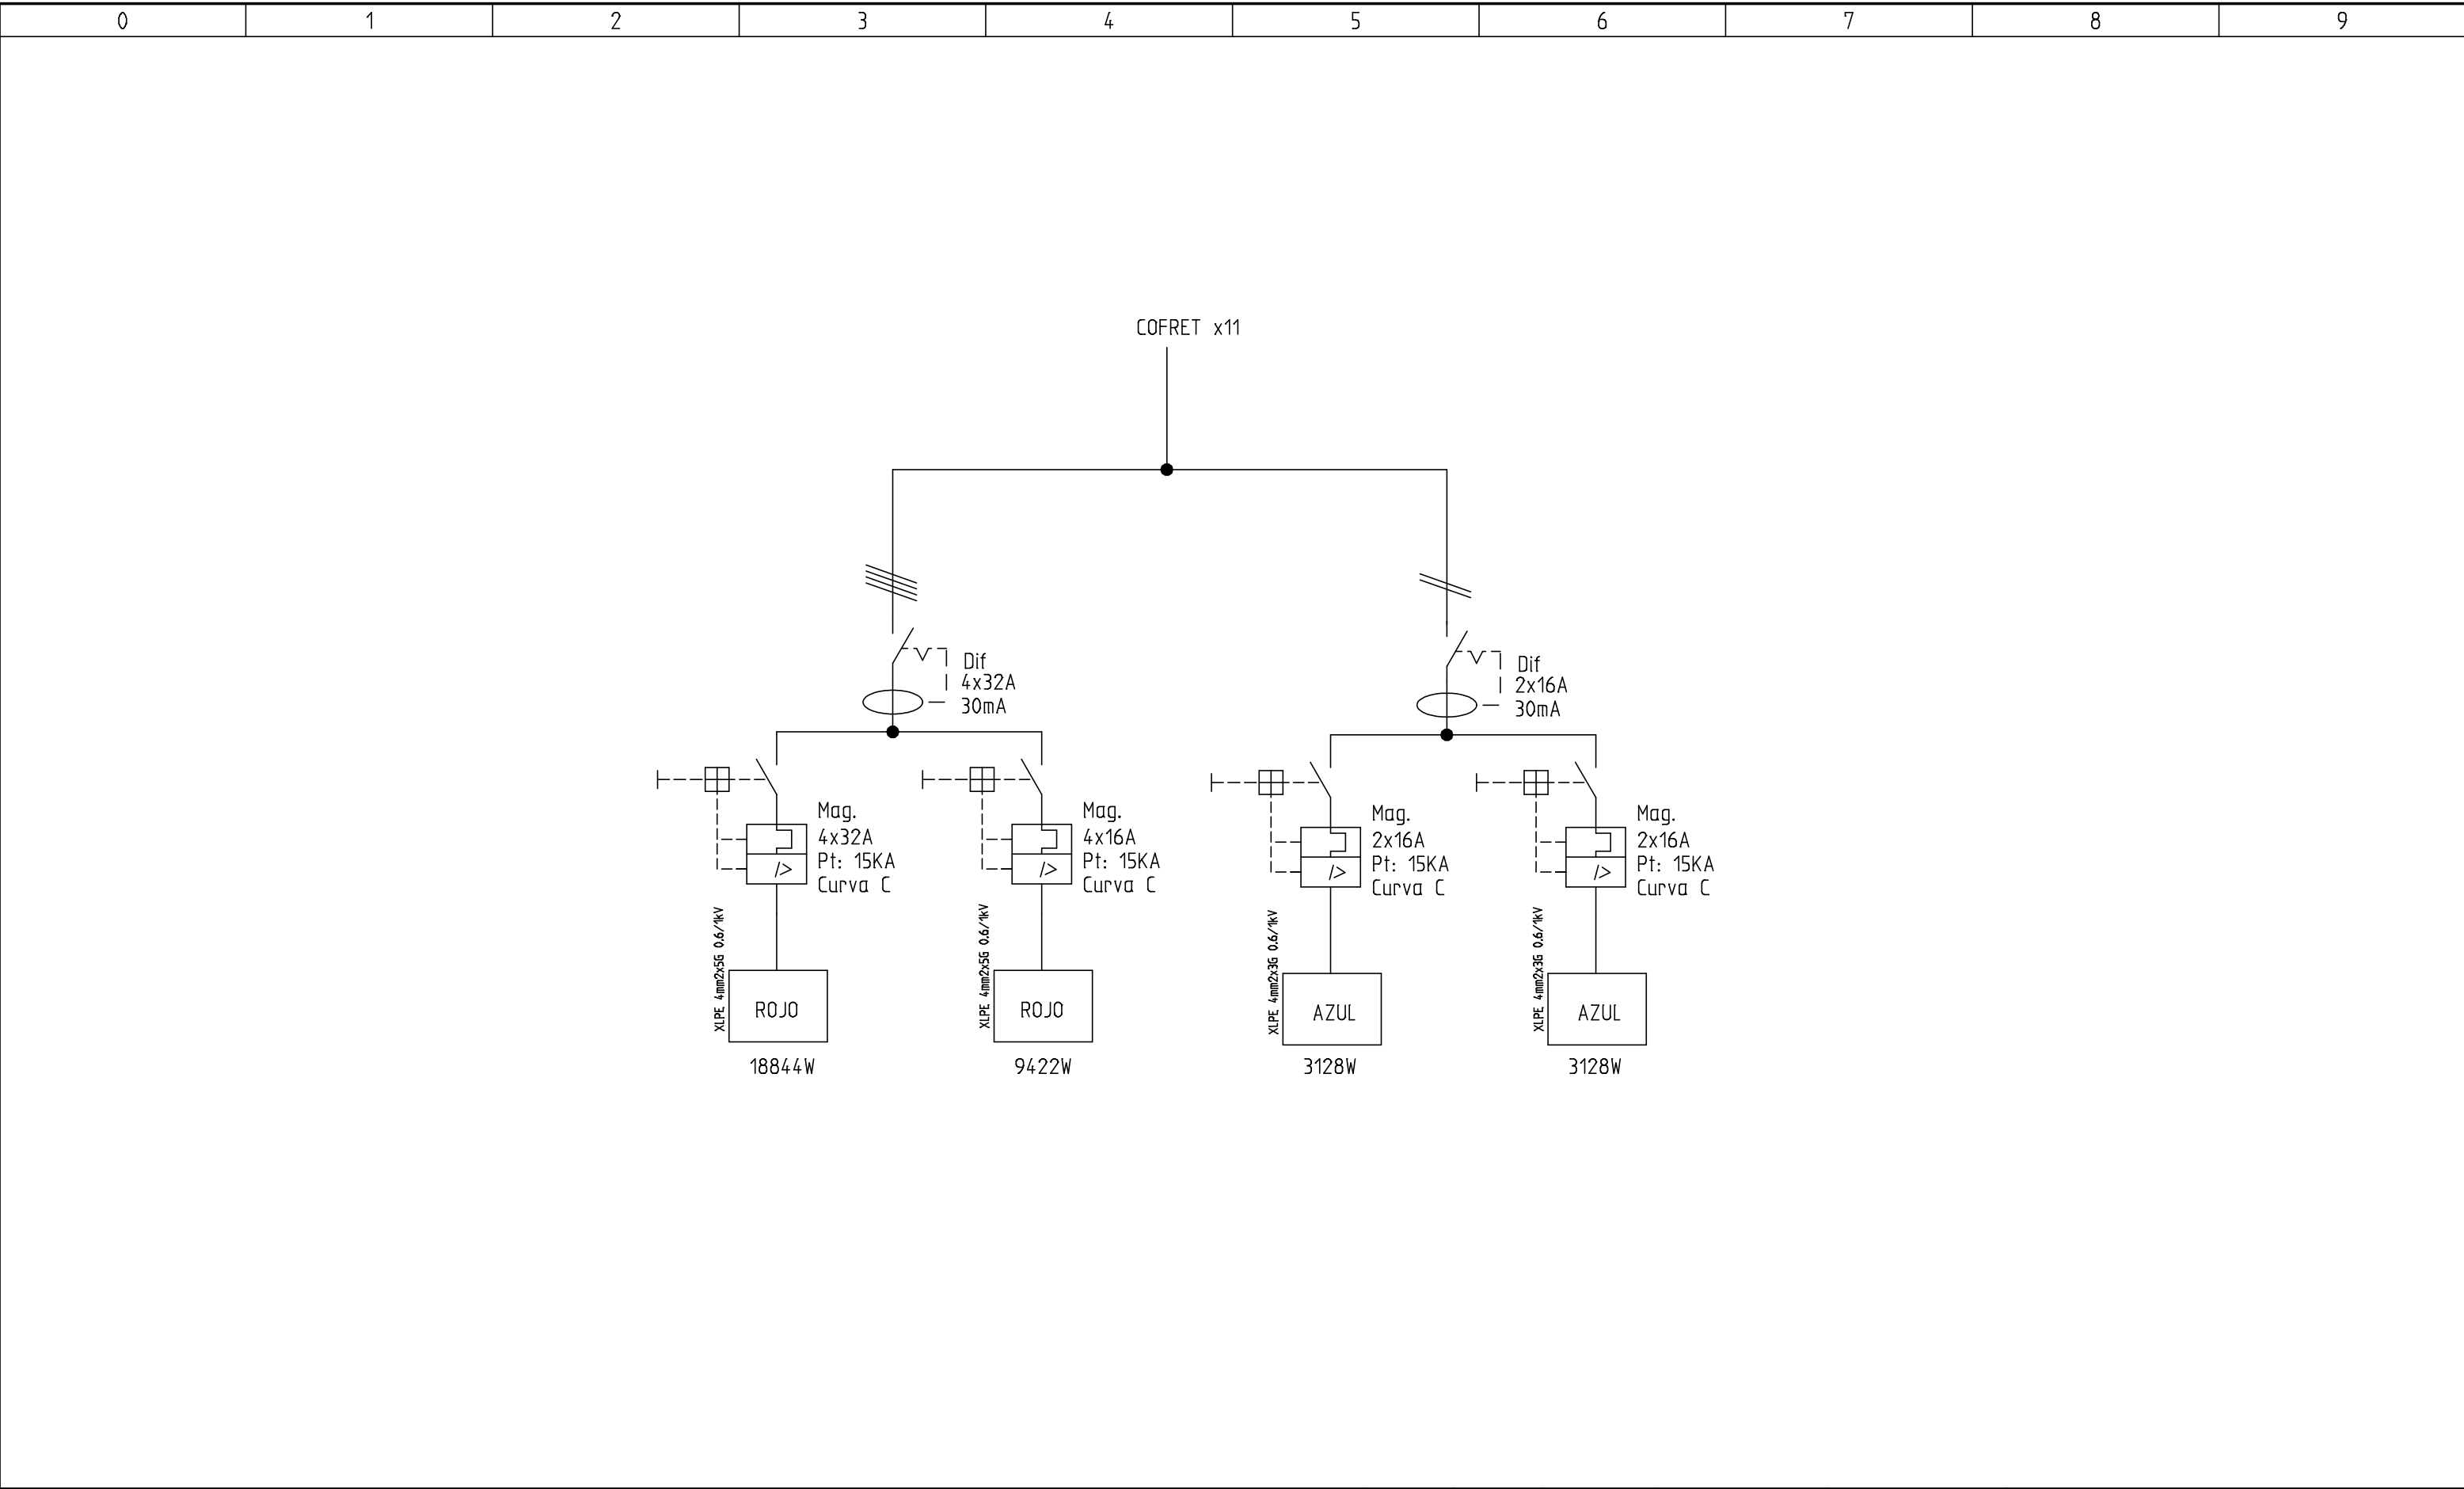 0 1 2 3 4 5 6 7 8 9
COFRET x11
Dif
4x32A
30mA
Dif
2x16A
30mA
Mag.
4x32A
Pt: 15KA
Curva C
Mag.
4x16A
Pt: 15KA
Curva C
Mag.
2x16A
Pt: 15KA
Curva C
Mag.
2x16A
Pt: 15KA
Curva C
XLPE 4mm2x5G 0.6/1kV
XLPE 4mm2x5G 0.6/1kV
XLPE 4mm2x3G 0.6/1kV
XLPE 4mm2x3G 0.6/1kV
ROJO
ROJO
AZUL
AZUL
18844W
9422W
3128W
3128W